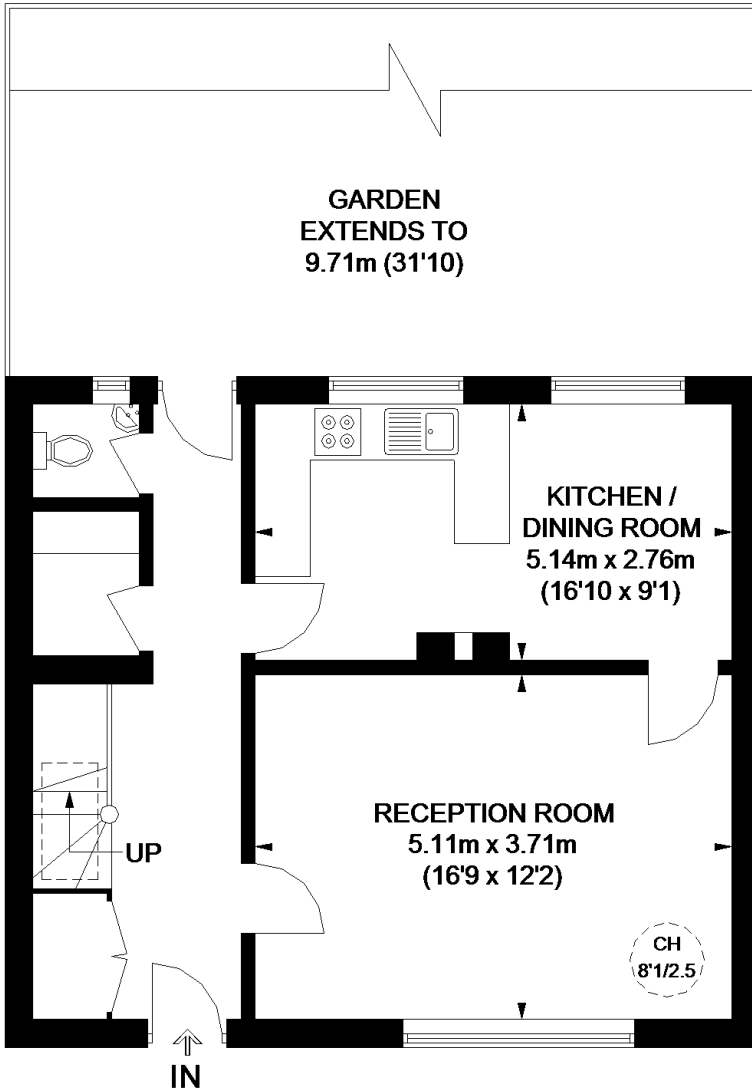 GARDEN
EXTENDS TO
9.71m (31'10)
KITCHEN /
DINING ROOM
5.14m x 2.76m
(16'10 x 9'1)
RECEPTION ROOM
5.11m x 3.71m
(16'9 x 12'2)
UP
CH
8'1/2.5
IN